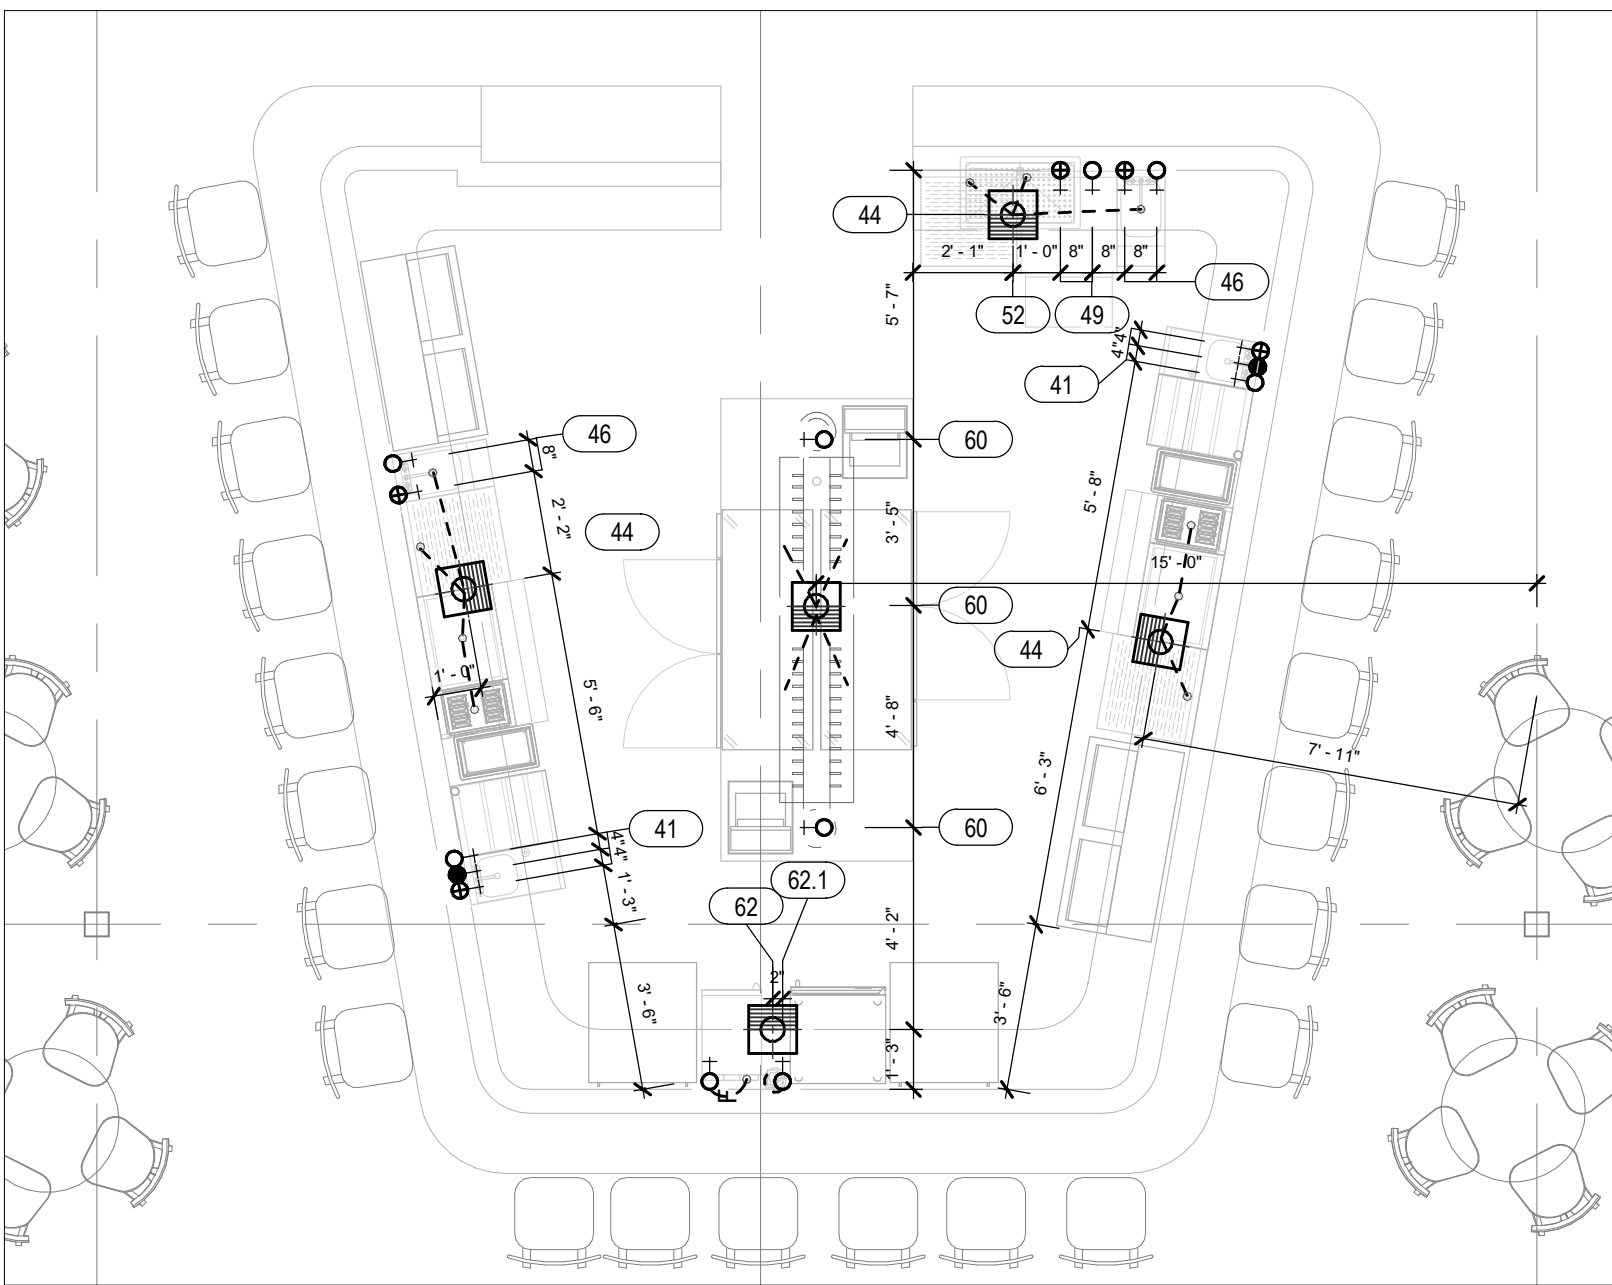 44
2' - 1"
1' - 0"
8"
8"
8"
46
52
49
5' - 7"
4"
4"
41
46
8"
60
5' - 8"
2' - 2"
44
3' - 5"
15' - 0"
60
44
1' - 0"
5' - 6"
4' - 8"
7' - 11"
6' - 3"
41
4"
4"
60
1' - 3"
62.1
62
4' - 2"
2"
3' - 6"
3' - 6"
1' - 3"
F